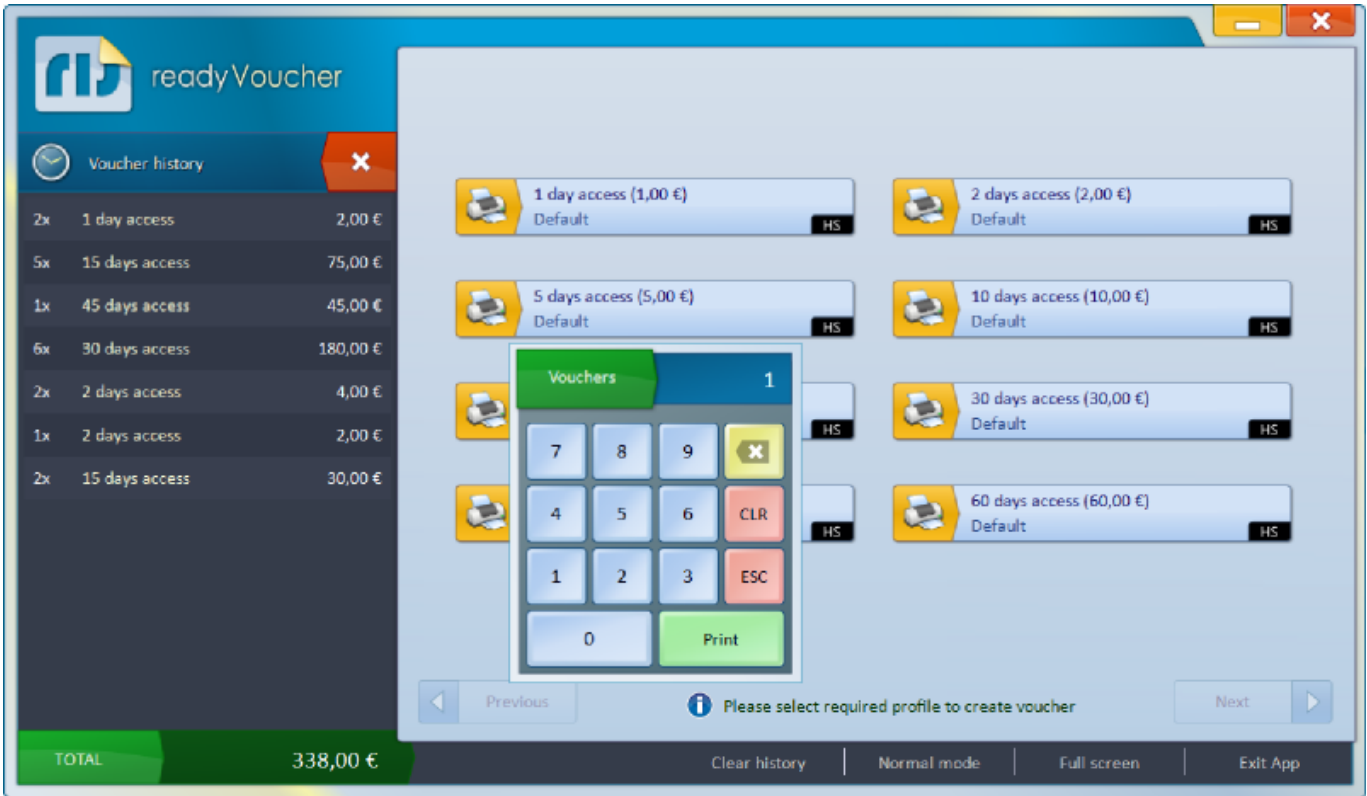 readyVoucher
Voucher history
2x 1 day access 2,00 €
5x 15 days access 75,00 €
1x 45 days access 45,00 €
6x 30 days access 180,00 €
2x 2 days access 4,00 €
1x 2 days access 2,00 €
2x 15 days access 30,00 €
TOTAL 338,00 €
1 day access (1,00 €)
Default
HS
2 days access (2,00 €)
Default
HS
5 days access (5,00 €)
Default
HS
10 days access (10,00 €)
Default
HS
HS
30 days access (30,00 €)
Default
HS
HS
60 days access (60,00 €)
Default
HS
Vouchers 1
7 8 9
4 5 6 CLR
1 2 3 ESC
0 Print
Previous
Please select required profile to create voucher
Next
Clear history
Normal mode
Full screen
Exit App